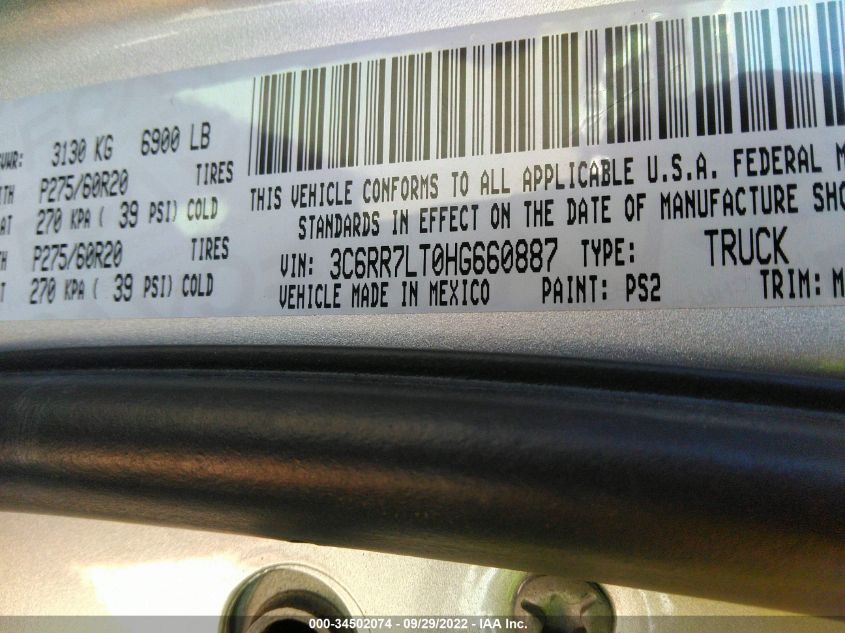 GVWR: 3130 KG 6900 LB
P275/60R20 TIRES
270 KPA ( 39 PSI) COLD
P275/60R20 TIRES
270 KPA ( 39 PSI) COLD
THIS VEHICLE CONFORMS TO ALL APPLICABLE U.S.A. FEDERAL M
STANDARDS IN EFFECT ON THE DATE OF MANUFACTURE SHO
VIN: 3C6RR7LT0HG660887 TYPE: TRUCK
VEHICLE MADE IN MEXICO PAINT: PS2 TRIM: M
000-34502074 - 09/29/2022 - IAA Inc.